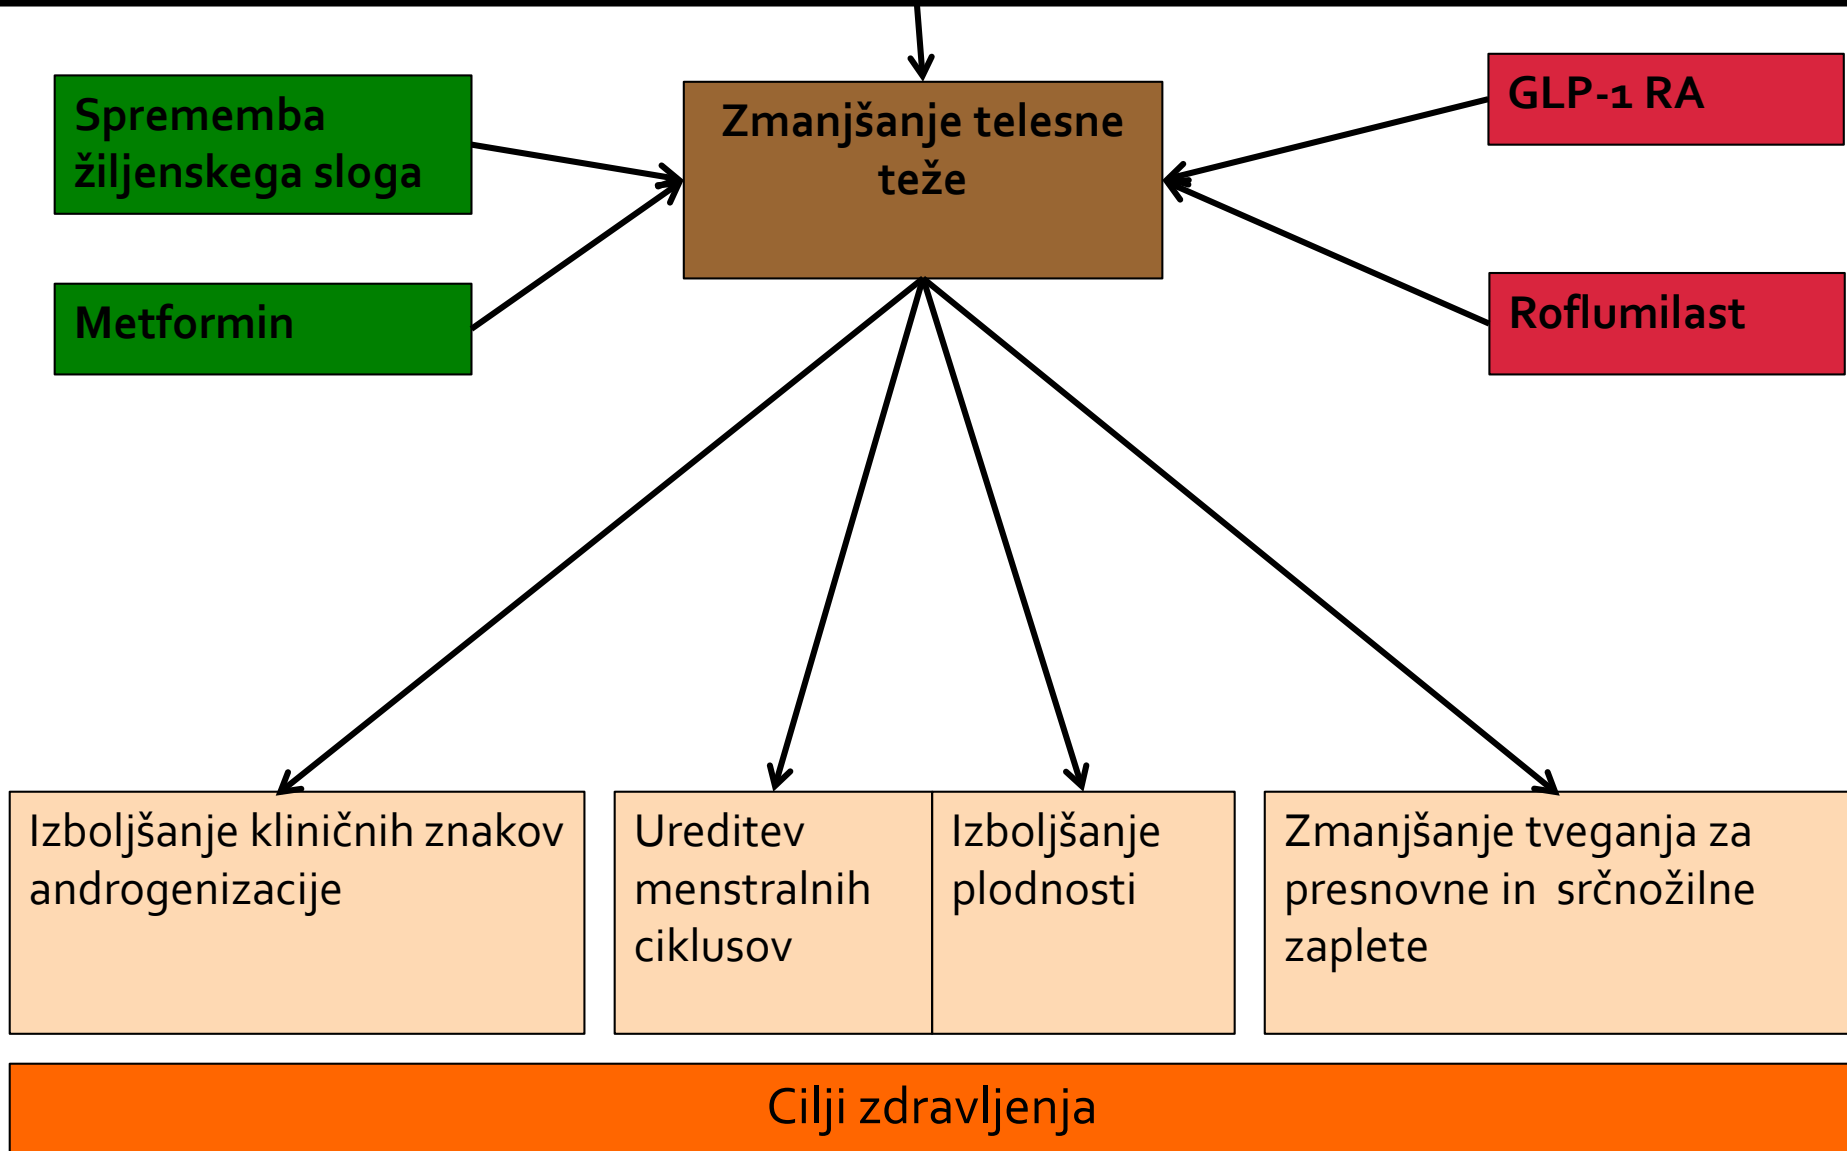 Sprememba
žiljenskega sloga
Zmanjšanje telesne
teže
GLP-1 RA
Metformin
Roflumilast
Izboljšanje kliničnih znakov
androgenizacije
Ureditev
menstralnih
ciklusov
Izboljšanje
plodnosti
Zmanjšanje tveganja za
presnovne in srčnožilne
zaplete
Cilji zdravljenja